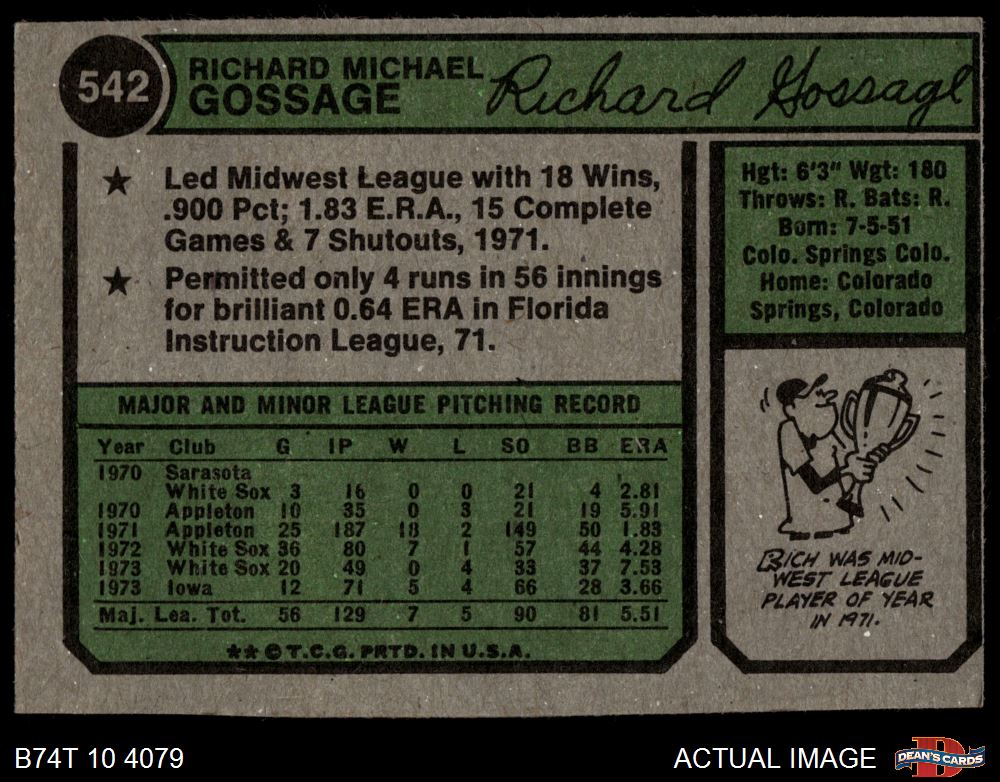 542
RICHARD MICHAEL
GOSSAGE
Richard Gossage
★ Led Midwest League with 18 Wins,
.900 Pct; 1.83 E.R.A., 15 Complete
Games & 7 Shutouts, 1971.
★ Permitted only 4 runs in 56 innings
for brilliant 0.64 ERA in Florida
Instruction League, 71.
Hgt: 6'3" Wgt: 180
Throws: R. Bats: R.
Born: 7-5-51
Colo. Springs Colo.
Home: Colorado
Springs, Colorado
MAJOR AND MINOR LEAGUE PITCHING RECORD
Year Club G IP W L SO BB ERA
1970 Sarasota
White Sox 3 16 0 0 21 4 2.81
1970 Appleton 10 35 0 3 21 19 5.91
1971 Appleton 25 187 18 2 149 50 1.83
1972 White Sox 36 80 7 1 57 44 4.28
1973 White Sox 20 49 0 4 33 37 7.53
1973 Iowa 12 71 5 4 66 28 3.66
Maj. Lea. Tot. 56 129 7 5 90 81 5.51
** © T.C.G. PRTD. IN U.S.A.
RICH WAS MID-
WEST LEAGUE
PLAYER OF YEAR
IN 1971.
B74T 10 4079
ACTUAL IMAGE
D
DEAN'S CARDS